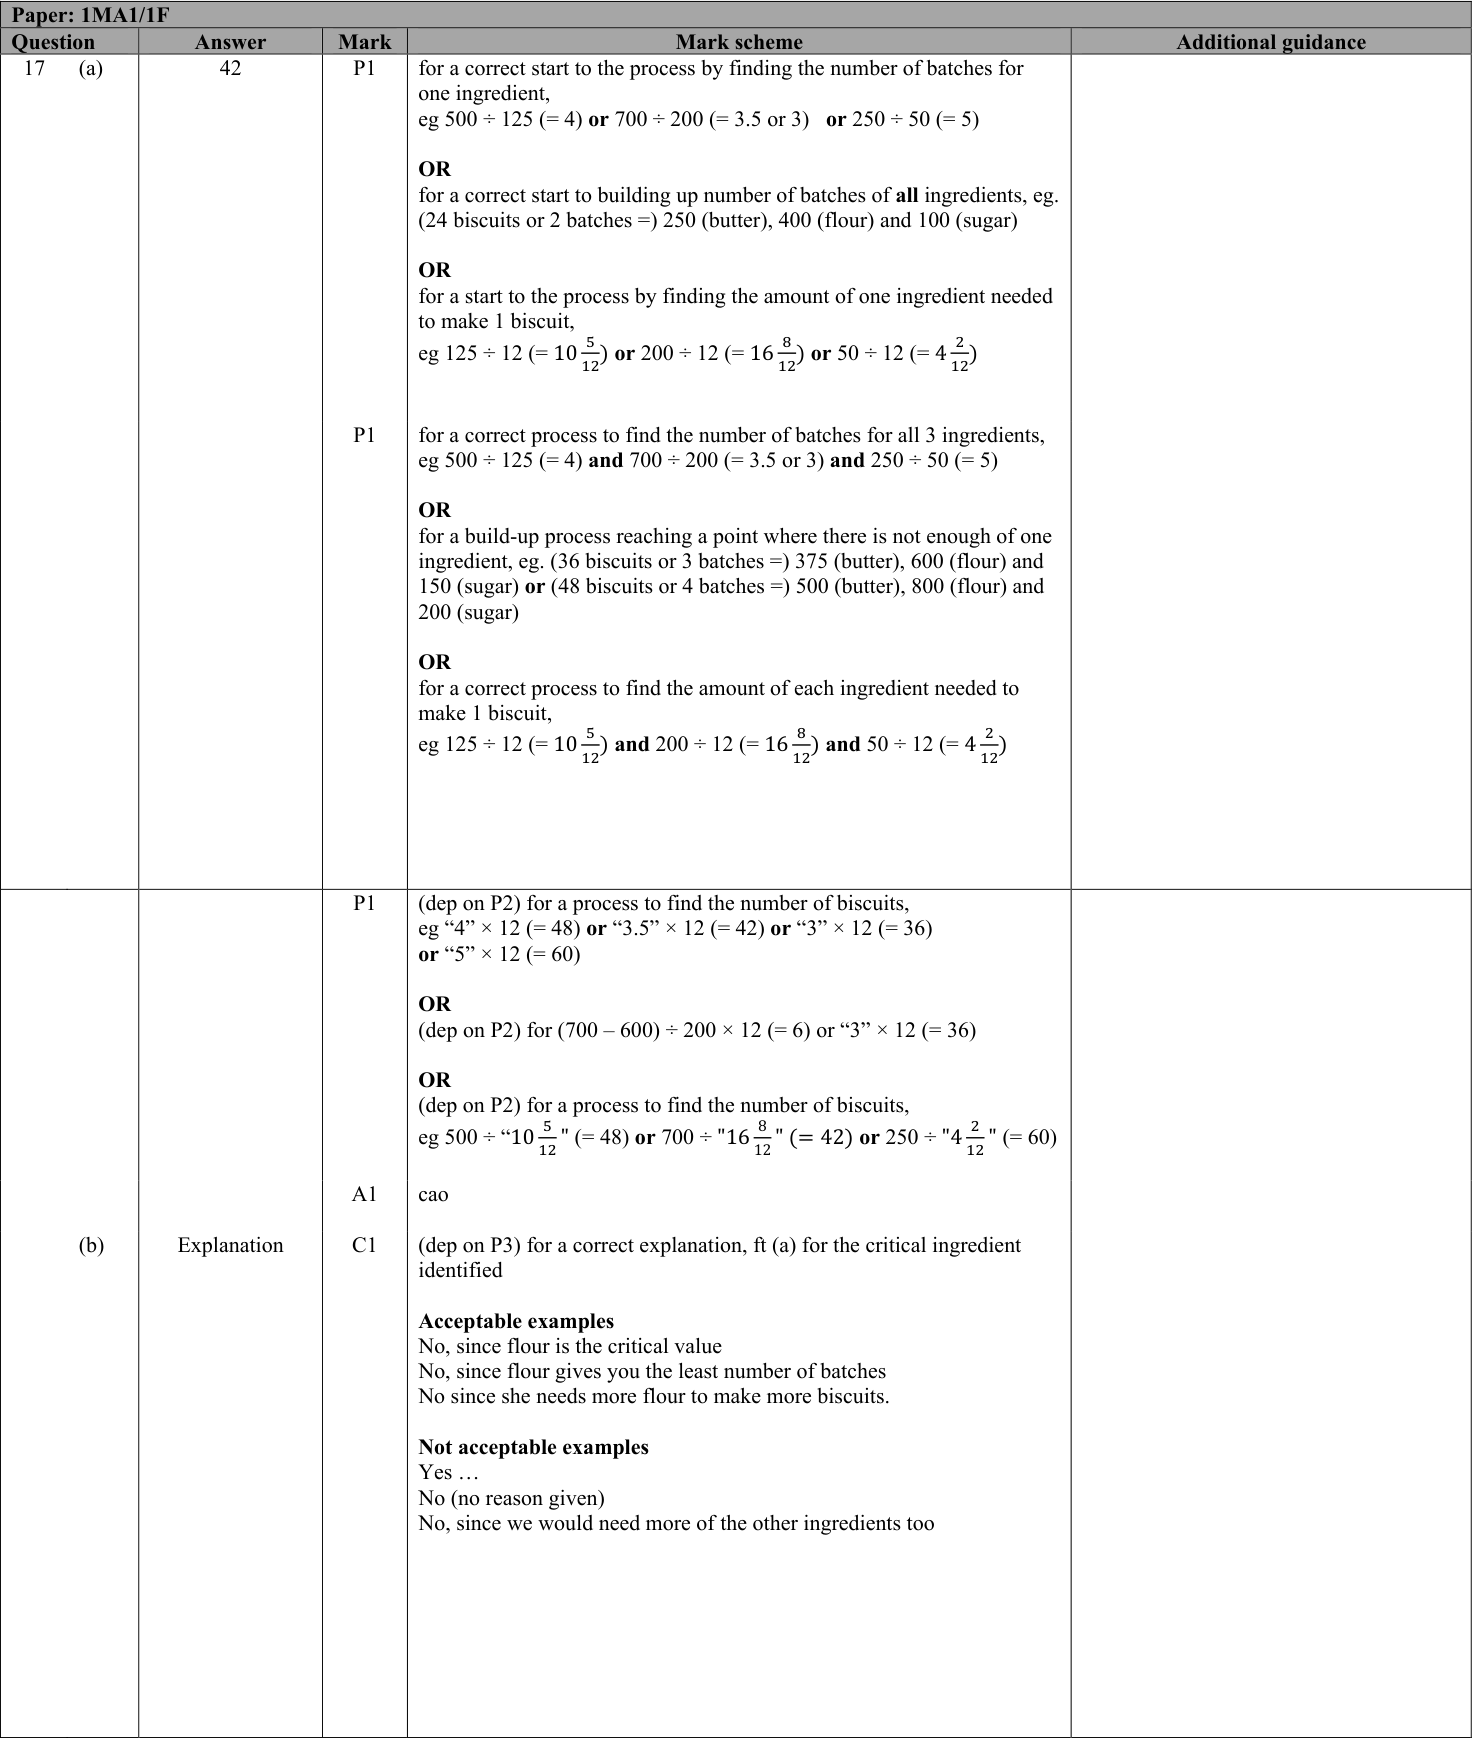 Paper: 1MA1/1F
Question Answer Mark Mark scheme Additional guidance
17 (a) 42 P1 for a correct start to the process by finding the number of batches for
one ingredient,
eg 500 ÷ 125 (= 4) or 700 ÷ 200 (= 3.5 or 3) or 250 ÷ 50 (= 5)
OR
for a correct start to building up number of batches of all ingredients, eg.
(24 biscuits or 2 batches =) 250 (butter), 400 (flour) and 100 (sugar)
OR
for a start to the process by finding the amount of one ingredient needed
to make 1 biscuit,
eg 125 ÷ 12 (= 10 5/12) or 200 ÷ 12 (= 16 8/12) or 50 ÷ 12 (= 4 2/12)
P1 for a correct process to find the number of batches for all 3 ingredients,
eg 500 ÷ 125 (= 4) and 700 ÷ 200 (= 3.5 or 3) and 250 ÷ 50 (= 5)
OR
for a build-up process reaching a point where there is not enough of one
ingredient, eg. (36 biscuits or 3 batches =) 375 (butter), 600 (flour) and
150 (sugar) or (48 biscuits or 4 batches =) 500 (butter), 800 (flour) and
200 (sugar)
OR
for a correct process to find the amount of each ingredient needed to
make 1 biscuit,
eg 125 ÷ 12 (= 10 5/12) and 200 ÷ 12 (= 16 8/12) and 50 ÷ 12 (= 4 2/12)
P1 (dep on P2) for a process to find the number of biscuits,
eg “4” × 12 (= 48) or “3.5” × 12 (= 42) or “3” × 12 (= 36)
or “5” × 12 (= 60)
OR
(dep on P2) for (700 – 600) ÷ 200 × 12 (= 6) or “3” × 12 (= 36)
OR
(dep on P2) for a process to find the number of biscuits,
eg 500 ÷ “10 5/12" (= 48) or 700 ÷ "16 8/12" (= 42) or 250 ÷ "4 2/12" (= 60)
A1 cao
(b) Explanation C1 (dep on P3) for a correct explanation, ft (a) for the critical ingredient
identified
Acceptable examples
No, since flour is the critical value
No, since flour gives you the least number of batches
No since she needs more flour to make more biscuits.
Not acceptable examples
Yes …
No (no reason given)
No, since we would need more of the other ingredients too